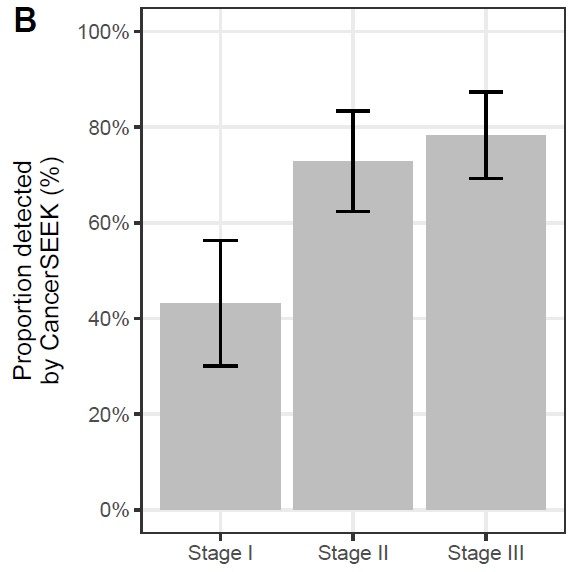 B
Proportion detected
by CancerSEEK (%)
100%
80%
60%
40%
20%
0%
Stage I
Stage II
Stage III